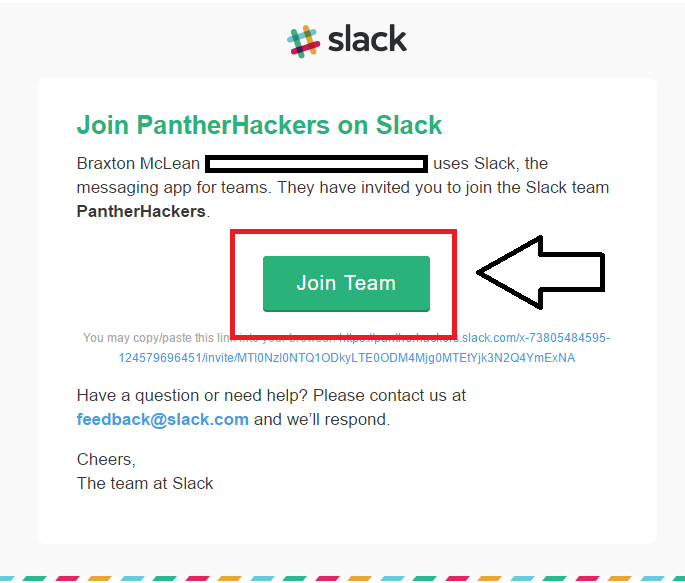 slack
Join PantherHackers on Slack
Braxton McLean uses Slack, the
messaging app for teams. They have invited you to join the Slack team
PantherHackers.
Join Team
You may copy/paste this link into your browser: https://pantherhackers.slack.com/x-73805484595-
124579696451/invite/MTI0NzI0NTQ1ODkyLTE0ODM4Mjg0MTEtYjk3N2Q4YmExNA
Have a question or need help? Please contact us at
feedback@slack.com and we’ll respond.
Cheers,
The team at Slack